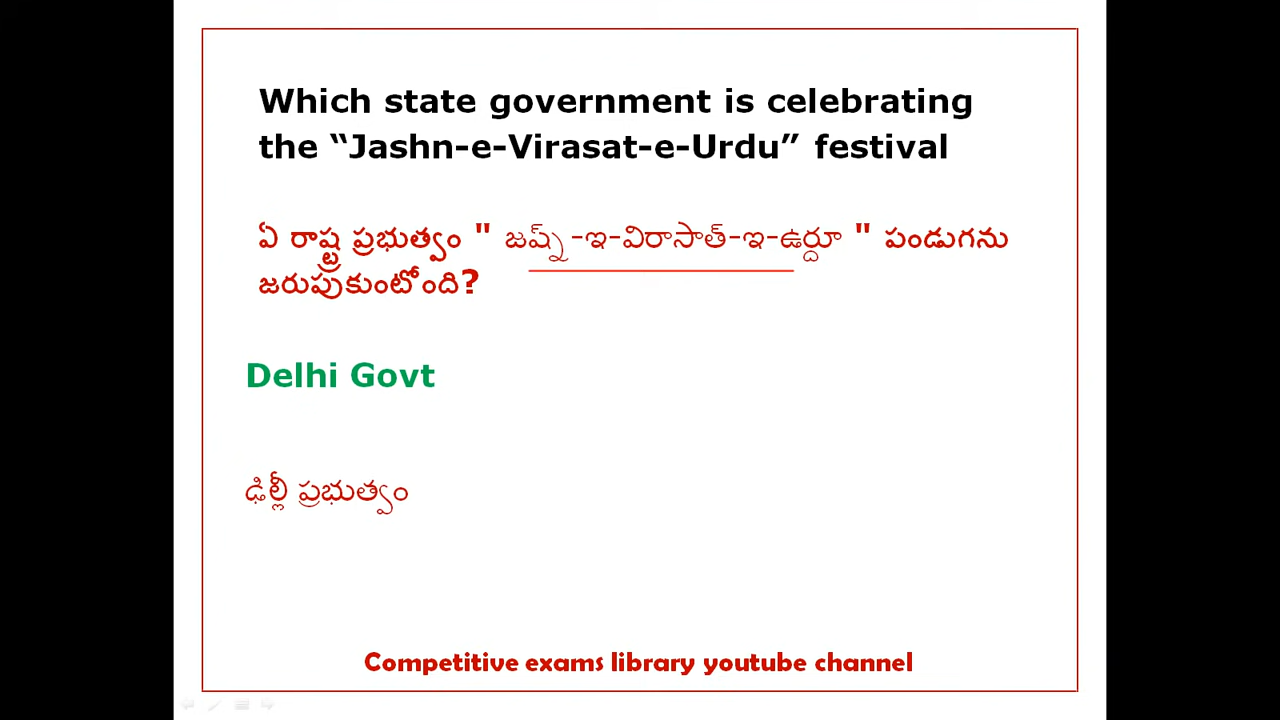 Which state government is celebrating
the “Jashn-e-Virasat-e-Urdu” festival
ఏ రాష్ట్ర ప్రభుత్వం " జష్న్ -ఇ-విరాసాత్-ఇ-ఉర్దూ " పండుగను
జరుపుకుంటోంది?
Delhi Govt
ఢిల్లీ ప్రభుత్వం
Competitive exams library youtube channel